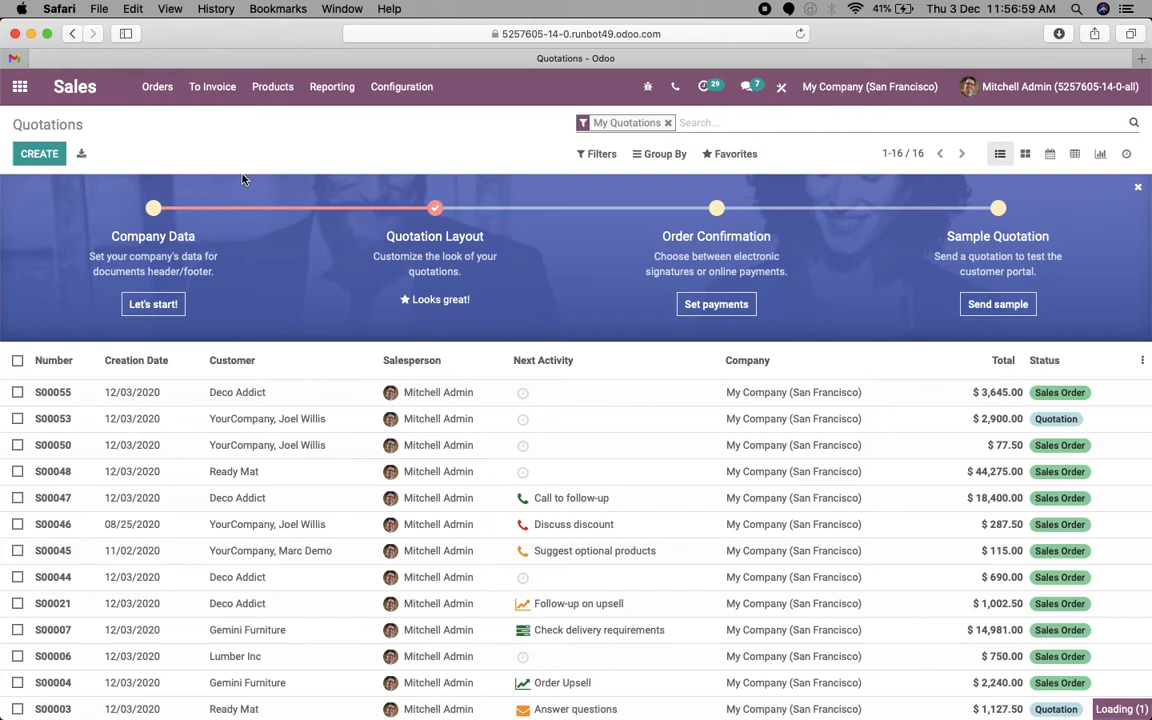 Safari File Edit View History Bookmarks Window Help 41% Thu 3 Dec 11:56:59 AM
5257605-14-0.runbot49.odoo.com
Quotations - Odoo
Sales Orders To Invoice Products Reporting Configuration 29 7 My Company (San Francisco) Mitchell Admin (5257605-14-0-all)
Quotations My Quotations Search...
CREATE Filters Group By Favorites 1-16 / 16
Company Data Quotation Layout Order Confirmation Sample Quotation
Set your company's data for Customize the look of your Choose between electronic Send a quotation to test the
documents header/footer. quotations. signatures or online payments. customer portal.
Let's start! Looks great! Set payments Send sample
Number Creation Date Customer Salesperson Next Activity Company Total Status
S00055 12/03/2020 Deco Addict Mitchell Admin My Company (San Francisco) $ 3,645.00 Sales Order
S00053 12/03/2020 YourCompany, Joel Willis Mitchell Admin My Company (San Francisco) $ 2,900.00 Quotation
S00050 12/03/2020 YourCompany, Joel Willis Mitchell Admin My Company (San Francisco) $ 77.50 Sales Order
S00048 12/03/2020 Ready Mat Mitchell Admin My Company (San Francisco) $ 44,275.00 Sales Order
S00047 12/03/2020 Deco Addict Mitchell Admin Call to follow-up My Company (San Francisco) $ 18,400.00 Sales Order
S00046 08/25/2020 YourCompany, Joel Willis Mitchell Admin Discuss discount My Company (San Francisco) $ 287.50 Sales Order
S00045 11/02/2020 YourCompany, Marc Demo Mitchell Admin Suggest optional products My Company (San Francisco) $ 115.00 Sales Order
S00044 12/03/2020 Deco Addict Mitchell Admin My Company (San Francisco) $ 690.00 Sales Order
S00021 12/03/2020 Deco Addict Mitchell Admin Follow-up on upsell My Company (San Francisco) $ 1,002.50 Sales Order
S00007 12/03/2020 Gemini Furniture Mitchell Admin Check delivery requirements My Company (San Francisco) $ 14,981.00 Sales Order
S00006 12/03/2020 Lumber Inc Mitchell Admin My Company (San Francisco) $ 750.00 Sales Order
S00004 12/03/2020 Gemini Furniture Mitchell Admin Order Upsell My Company (San Francisco) $ 2,240.00 Sales Order
S00003 12/03/2020 Ready Mat Mitchell Admin Answer questions My Company (San Francisco) $ 1,127.50 Quotation Loading (1)